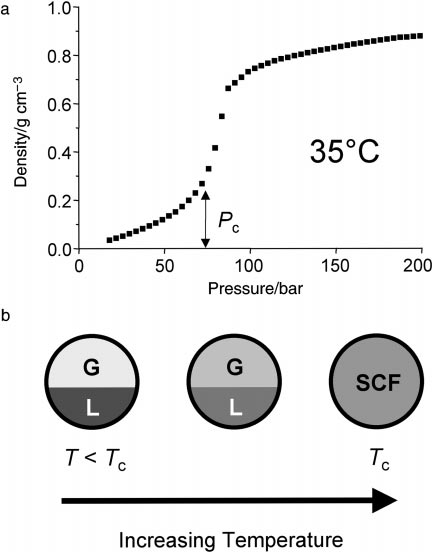 a
1.0
0.8
0.6
0.4
0.2
0.0
Density/g cm⁻³
35°C
Pc
0 50 100 150 200
Pressure/bar
b
G G
L L
SCF
T < Tc Tc
Increasing Temperature